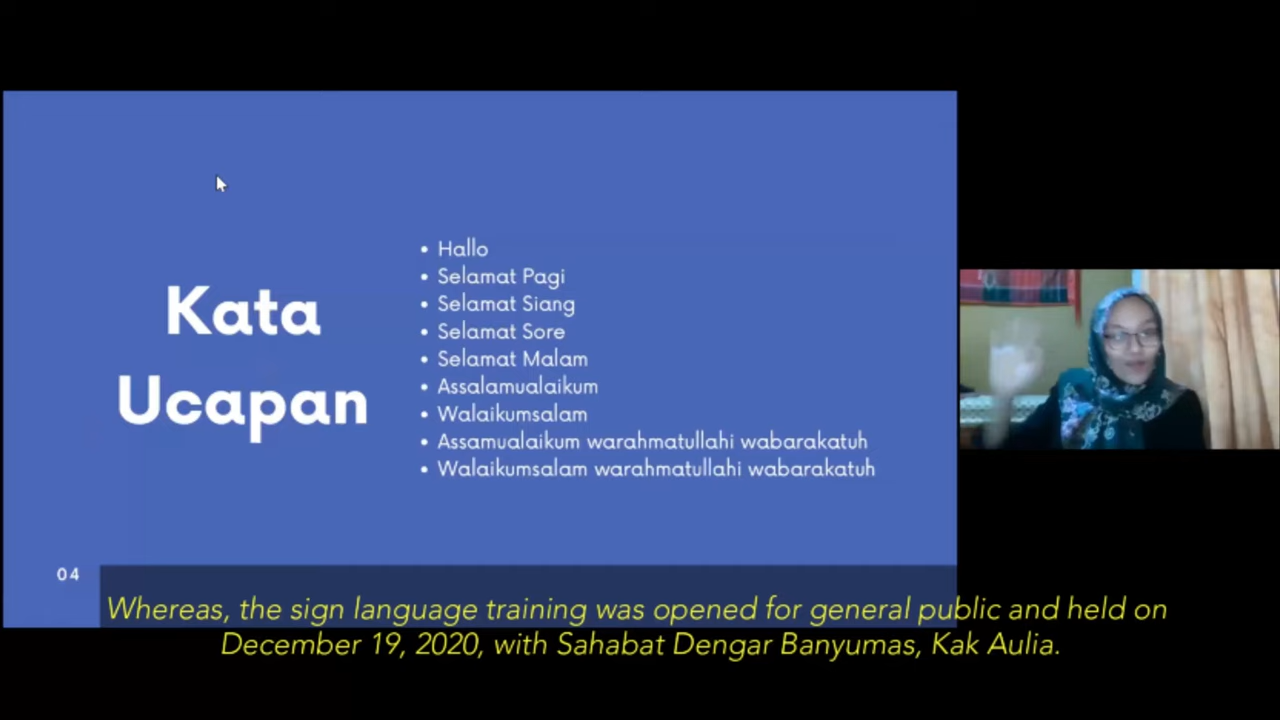 Kata
Ucapan
Hallo
Selamat Pagi
Selamat Siang
Selamat Sore
Selamat Malam
Assalamualaikum
Walaikumsalam
Assamualaikum warahmatullahi wabarakatuh
Walaikumsalam warahmatullahi wabarakatuh
04
Whereas, the sign language training was opened for general public and held on
December 19, 2020, with Sahabat Dengar Banyumas, Kak Aulia.